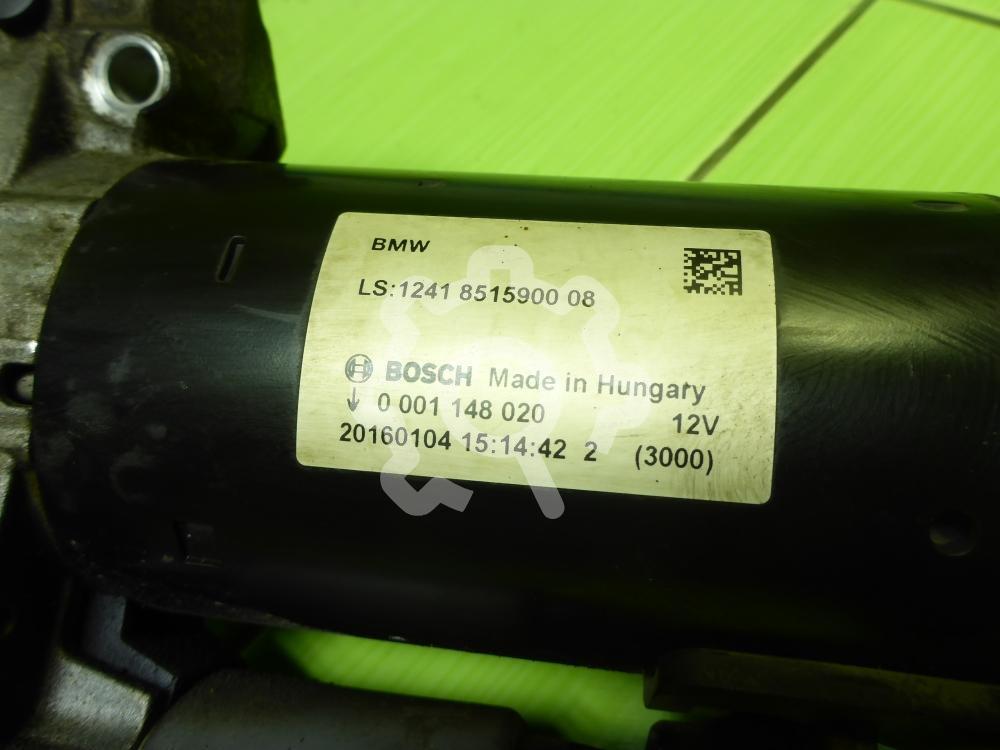 BMW
LS:1241 8515900 08
BOSCH Made in Hungary
↓ 0 001 148 020 12V
20160104 15:14:42 2 (3000)